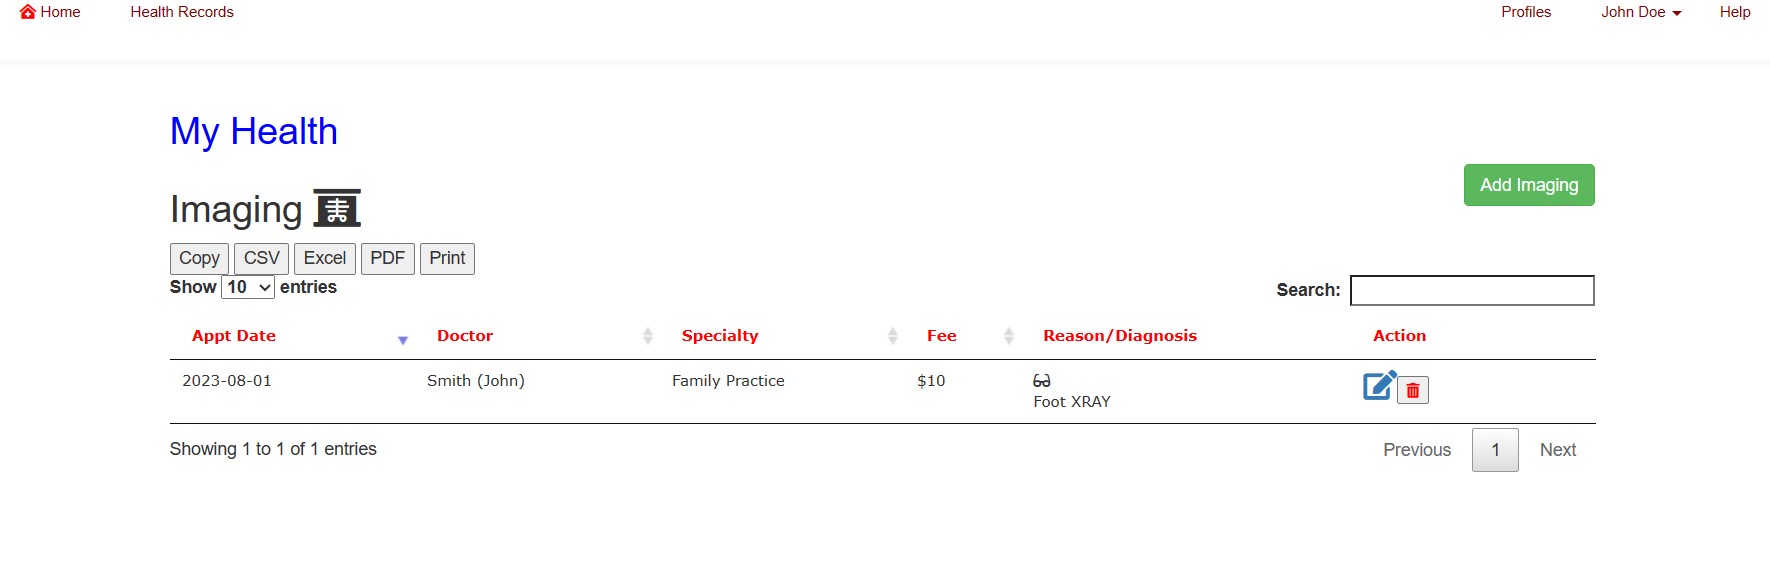 Home Health Records Profiles John Doe Help
My Health
Add Imaging
Imaging
Copy CSV Excel PDF Print
Show 10 entries Search:
Appt Date Doctor Specialty Fee Reason/Diagnosis Action
2023-08-01 Smith (John) Family Practice $10
Foot XRAY
Showing 1 to 1 of 1 entries Previous 1 Next